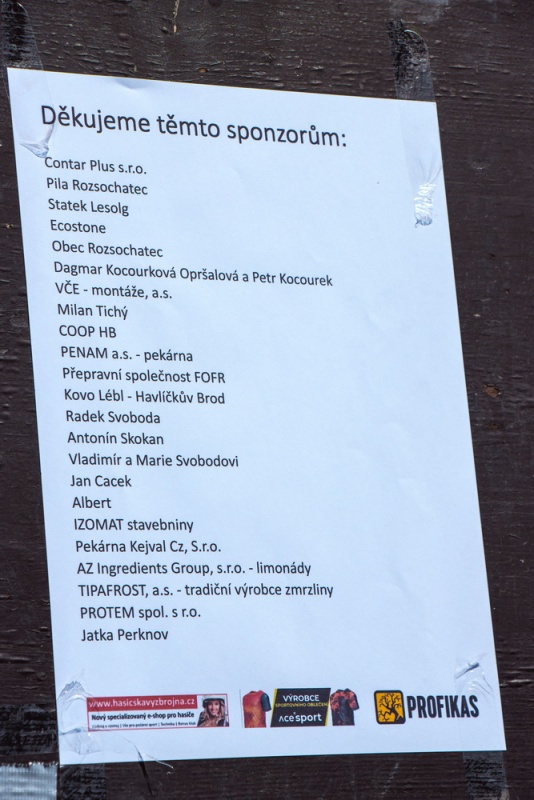 Děkujeme těmto sponzorům:
Contar Plus s.r.o.
Pila Rozsochatec
Statek Lesolg
Ecostone
Obec Rozsochatec
Dagmar Kocourková Opršalová a Petr Kocourek
VČE - montáže, a.s.
Milan Tichý
COOP HB
PENAM a.s. - pekárna
Přepravní společnost FOFR
Kovo Lébl - Havlíčkův Brod
Radek Svoboda
Antonín Skokan
Vladimír a Marie Svobodovi
Jan Cacek
Albert
IZOMAT stavebniny
Pekárna Kejval Cz, S.r.o.
AZ Ingredients Group, s.r.o. - limonády
TIPAFROST, a.s. - tradiční výrobce zmrzliny
PROTEM spol. s r.o.
Jatka Perknov
www.hasicskavyzbrojna.cz
Nový specializovaný e-shop pro hasiče
VÝROBCE
SPORTOVNÍHO OBLEČENÍ
ACE'SPORT
PROFIKAS